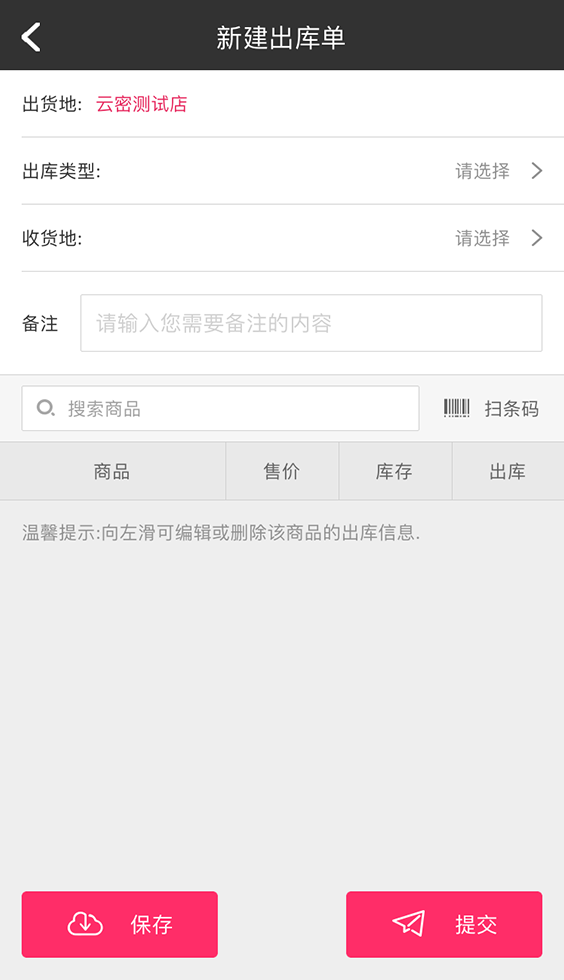 新建出库单
出货地: 云密测试店
出库类型: 请选择
收货地: 请选择
备注 请输入您需要备注的内容
搜索商品 扫条码
商品 售价 库存 出库
温馨提示:向左滑可编辑或删除该商品的出库信息.
保存 提交